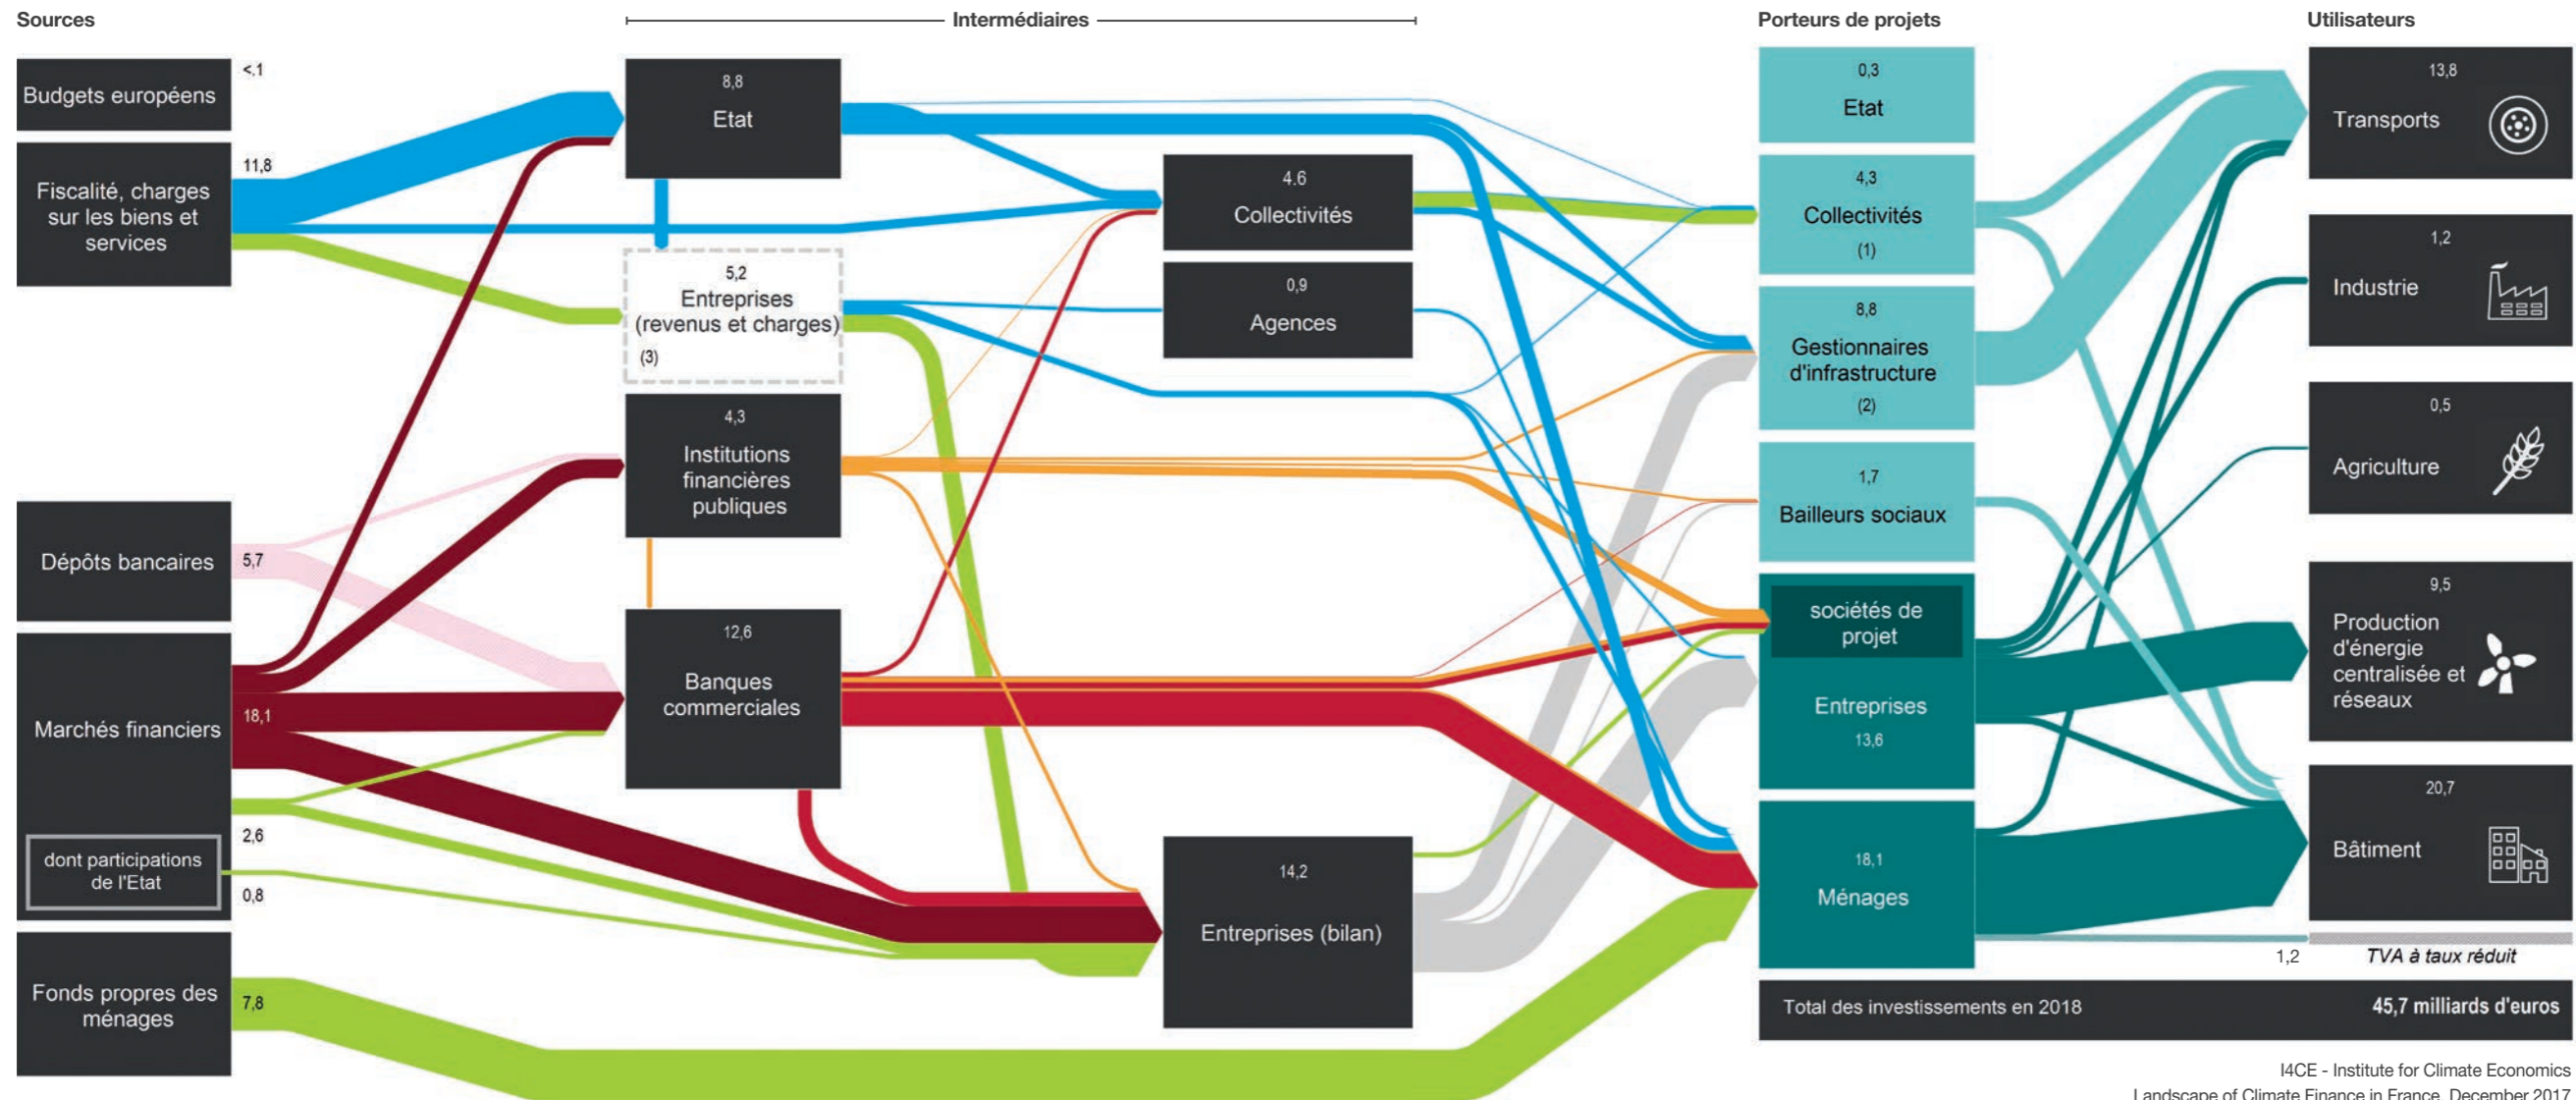 Sources
Intermédiaires
Porteurs de projets
Utilisateurs
Budgets européens
<.1
Fiscalité, charges
sur les biens et
services
11,8
Dépôts bancaires
5,7
Marchés financiers
18,1
2,6
dont participations
de l'Etat
0,8
Fonds propres des
ménages
7,8
8,8
Etat
5,2
Entreprises
(revenus et charges)
(3)
4,3
Institutions
financières
publiques
12,6
Banques
commerciales
4.6
Collectivités
0,9
Agences
14,2
Entreprises (bilan)
0,3
Etat
4,3
Collectivités
(1)
8,8
Gestionnaires
d'infrastructure
(2)
1,7
Bailleurs sociaux
sociétés de
projet
Entreprises
13,6
18,1
Ménages
13,8
Transports
1,2
Industrie
0,5
Agriculture
9,5
Production
d'énergie
centralisée et
réseaux
20,7
Bâtiment
1,2 TVA à taux réduit
Total des investissements en 2018 45,7 milliards d'euros
I4CE - Institute for Climate Economics
Landscape of Climate Finance in France, December 2017